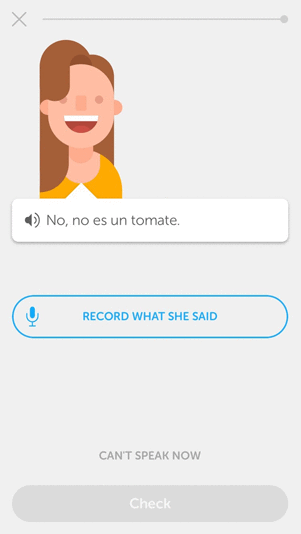 No, no es un tomate.
RECORD WHAT SHE SAID
CAN'T SPEAK NOW
Check